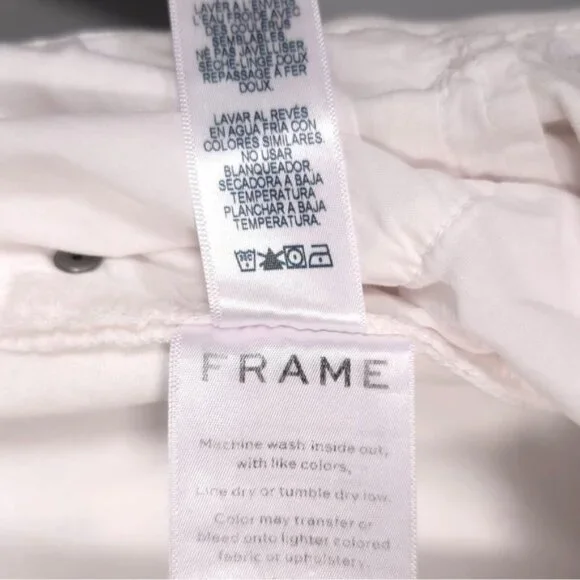 LAVER A L'ENVERS
L'EAU FROIDE AUX
DES COULEURS
SEMBLABLES
NE PAS JAVELLISER,
SÈCHE-LINGE DOUX
REPASSAGE À FER
DOUX.
LAVAR AL REVÉS
EN AGUA FRIA CON
COLORES SIMILARES.
NO USAR
BLANQUEADOR
SECADORA A BAJA
TEMPERATURA
PLANCHAR A BAJA
TEMPERATURA.
FRAME
Machine wash inside out,
with like colors,
Line dry or tumble dry low.
Color may transfer or
bleed onto lighter colored
fabric or upholstery.